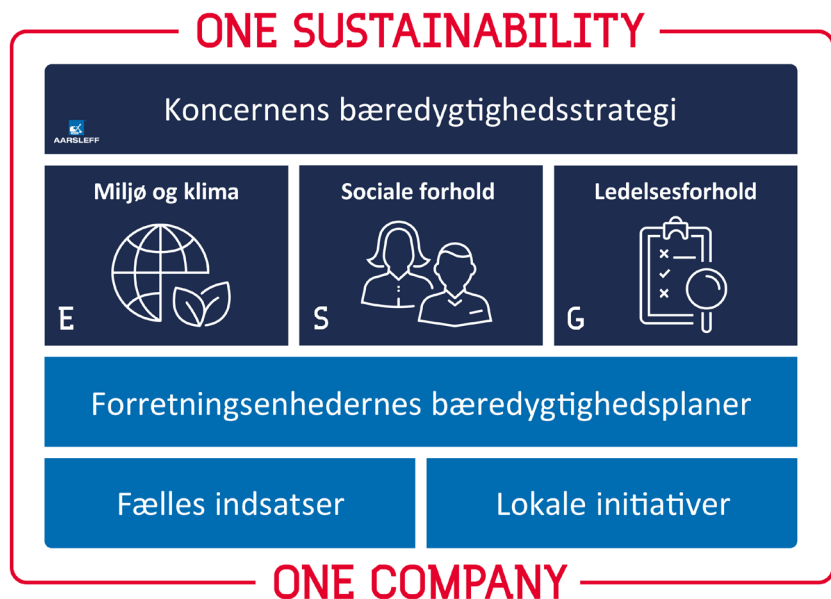 ONE SUSTAINABILITY
Koncernens bæredygtighedsstrategi
AARSLEFF
Miljø og klima
Sociale forhold
Ledelsesforhold
E
S
G
Forretningsenhedernes bæredygtighedsplaner
Fælles indsatser
Lokale initiativer
ONE COMPANY